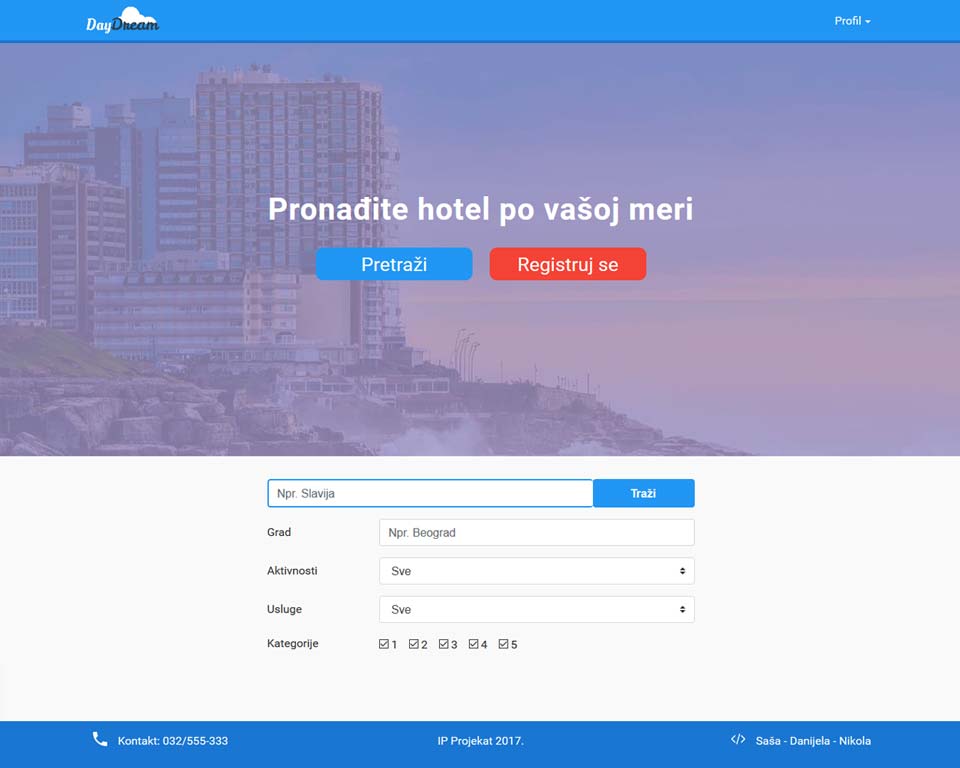 DayDream
Profil
Pronađite hotel po vašoj meri
Pretraži
Registruj se
Npr. Slavija
Traži
Grad
Npr. Beograd
Aktivnosti
Sve
Usluge
Sve
Kategorije
1 2 3 4 5
Kontakt: 032/555-333
IP Projekat 2017.
</> Saša - Danijela - Nikola